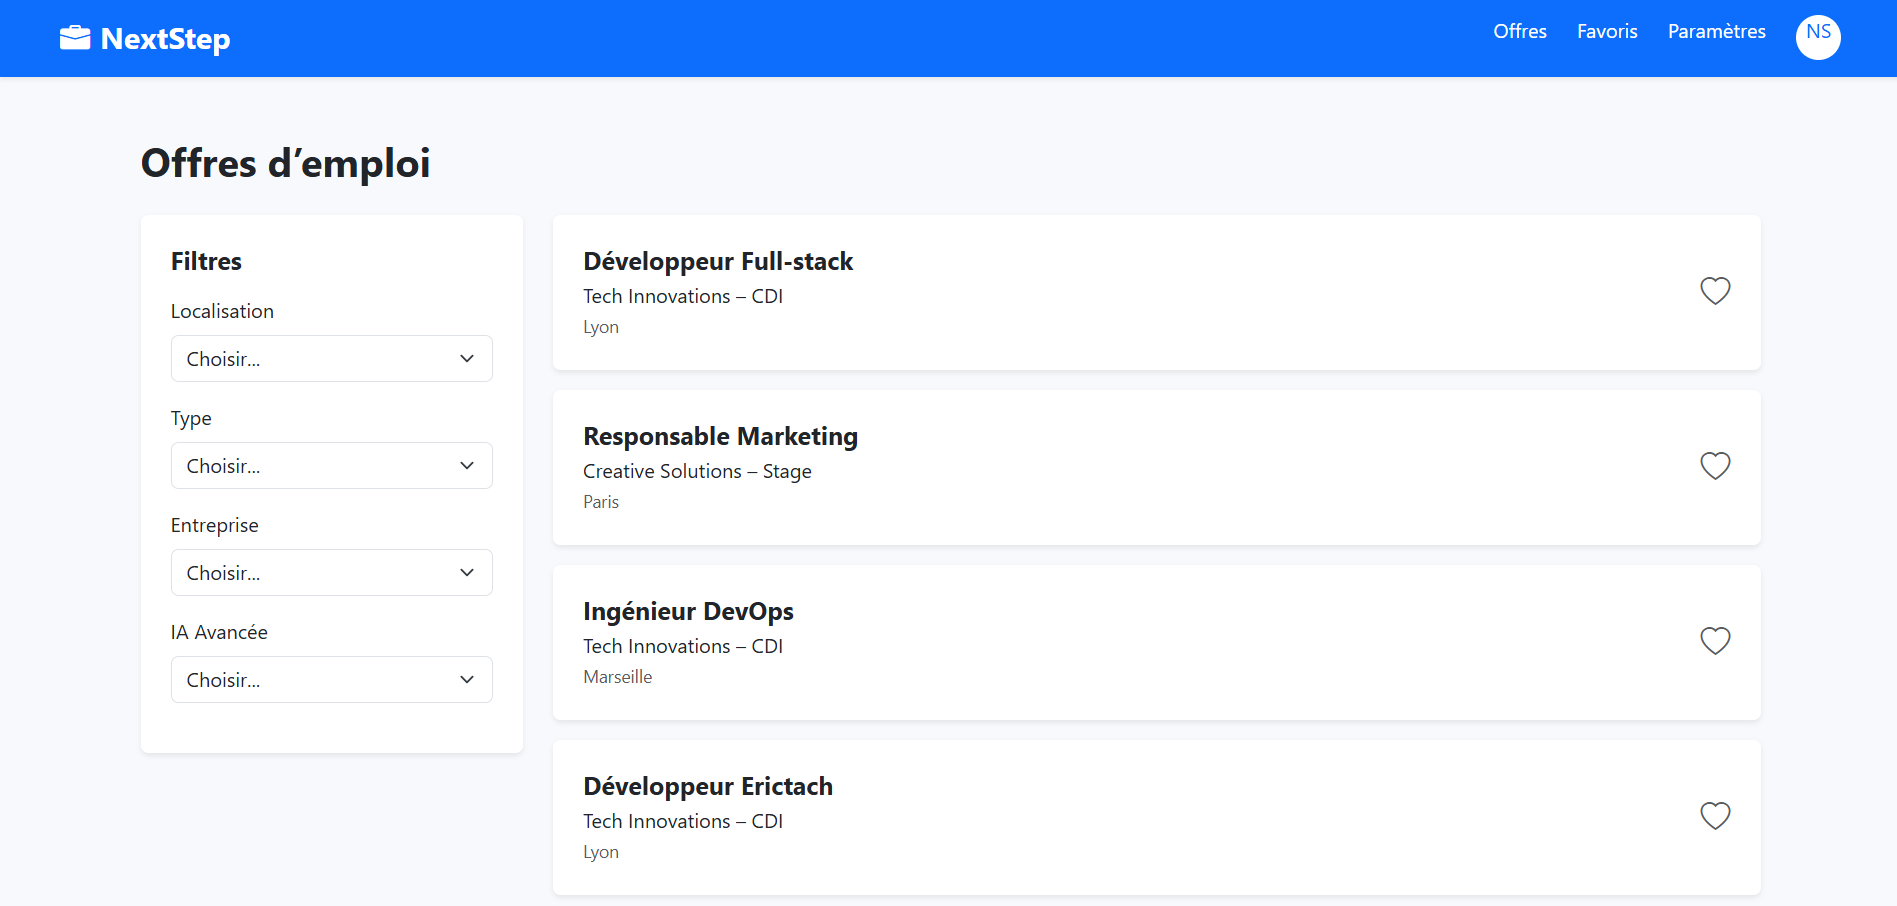 NextStep
Offres
Favoris
Paramètres
NS
Offres d’emploi
Filtres
Localisation
Choisir...
Type
Choisir...
Entreprise
Choisir...
IA Avancée
Choisir...
Développeur Full-stack
Tech Innovations – CDI
Lyon
Responsable Marketing
Creative Solutions – Stage
Paris
Ingénieur DevOps
Tech Innovations – CDI
Marseille
Développeur Erictach
Tech Innovations – CDI
Lyon